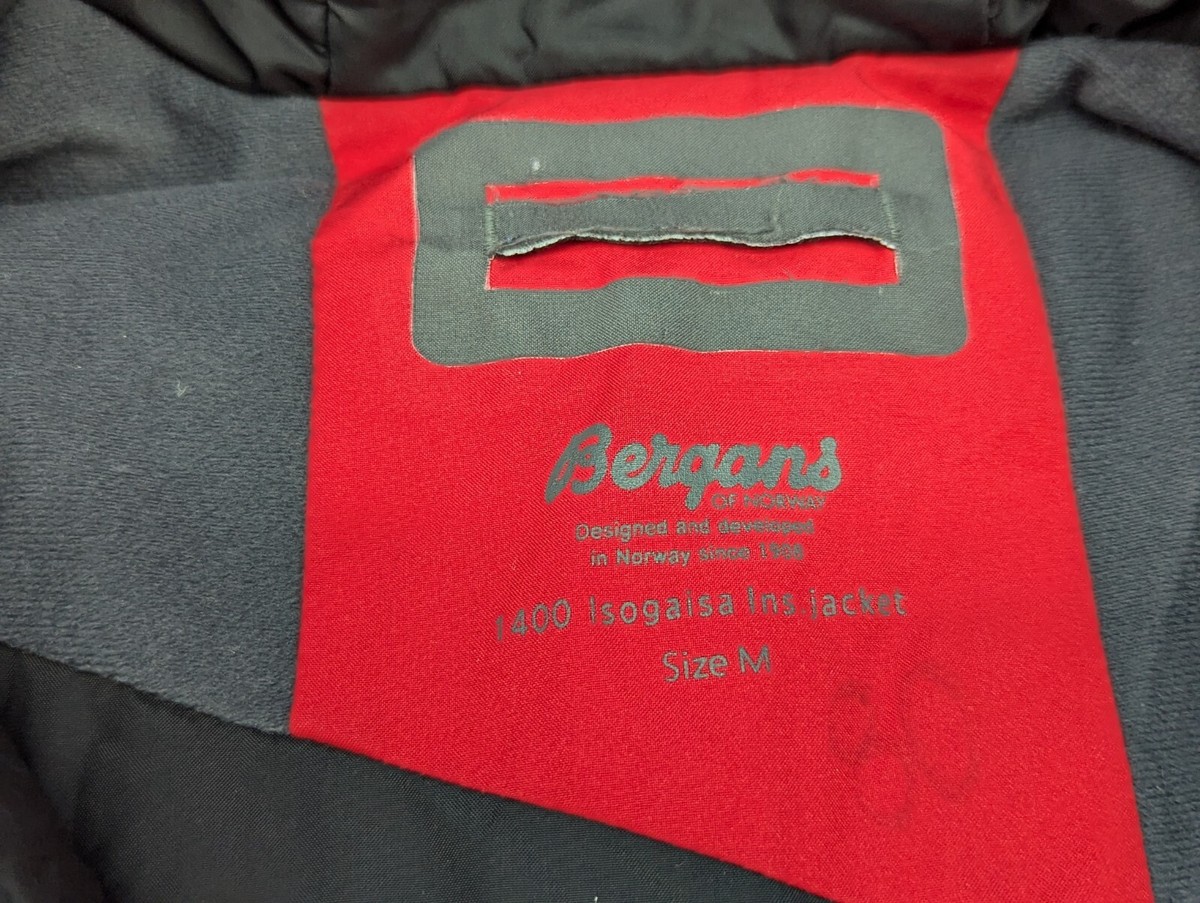 Bergans
OF NORWAY
Designed and developed
in Norway since 1908
1400 Isogaisa Ins.jacket
Size M